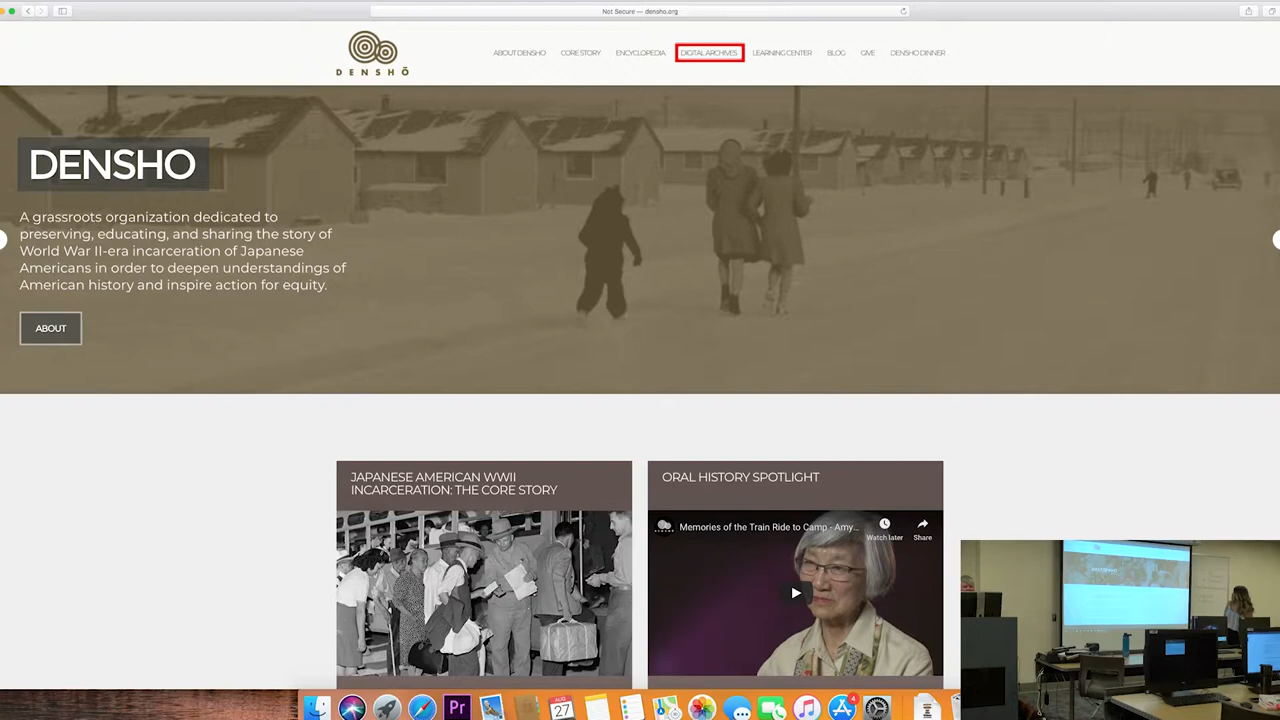 Not Secure — densho.org
DENSHŌ
ABOUT DENSHO CORE STORY ENCYCLOPEDIA DIGITAL ARCHIVES LEARNING CENTER BLOG GIVE DENSHO DINNER
DENSHO
A grassroots organization dedicated to
preserving, educating, and sharing the story of
World War II-era incarceration of Japanese
Americans in order to deepen understandings of
American history and inspire action for equity.
ABOUT
JAPANESE AMERICAN WWII
INCARCERATION: THE CORE STORY
ORAL HISTORY SPOTLIGHT
Memories of the Train Ride to Camp - Amy...
Watch later
Share
Pr
AUG
27
4